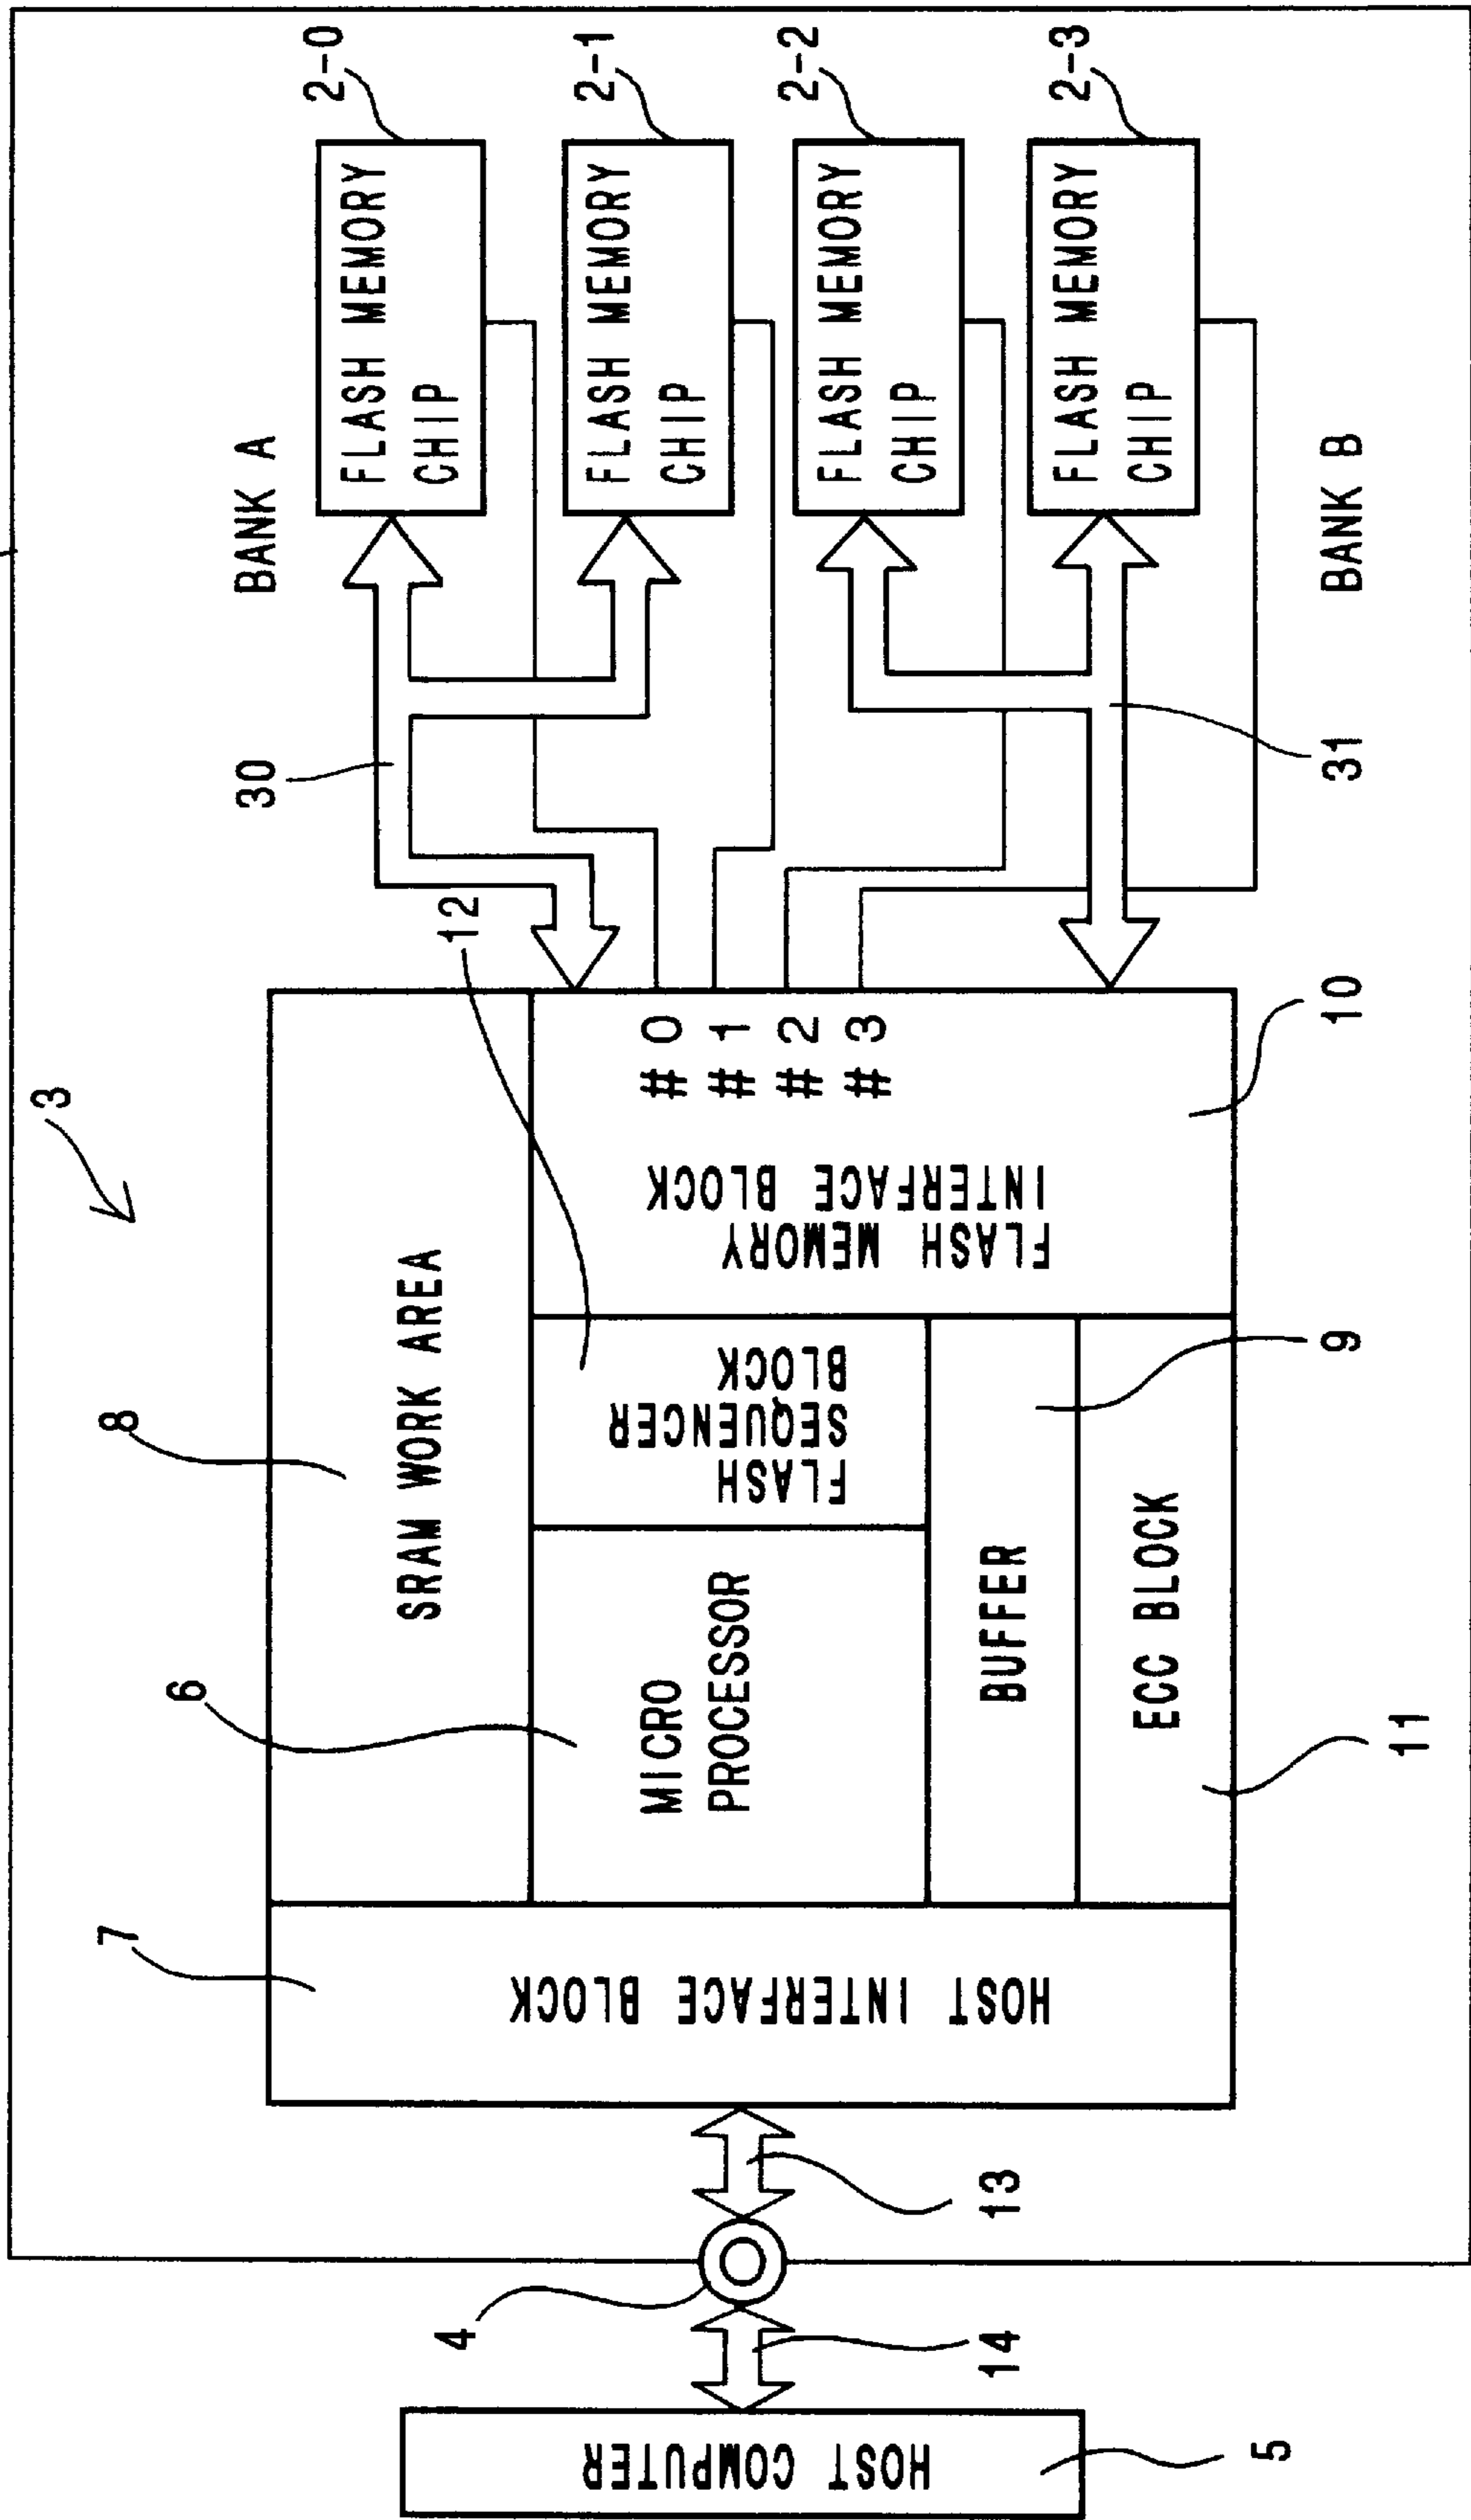 3
BANK A
2-0
FLASH MEMORY
CHIP
2-1
FLASH MEMORY
CHIP
2-2
FLASH MEMORY
CHIP
2-3
FLASH MEMORY
CHIP
BANK B
30
31
12
8
SRAM WORK AREA
6
MICRO
PROCESSOR
FLASH
SEQUENCER
BLOCK
FLASH MEMORY
INTERFACE BLOCK
# 0
# 1
# 2
# 3
10
BUFFER
9
ECC BLOCK
11
7
HOST INTERFACE BLOCK
13
4
14
HOST COMPUTER
5